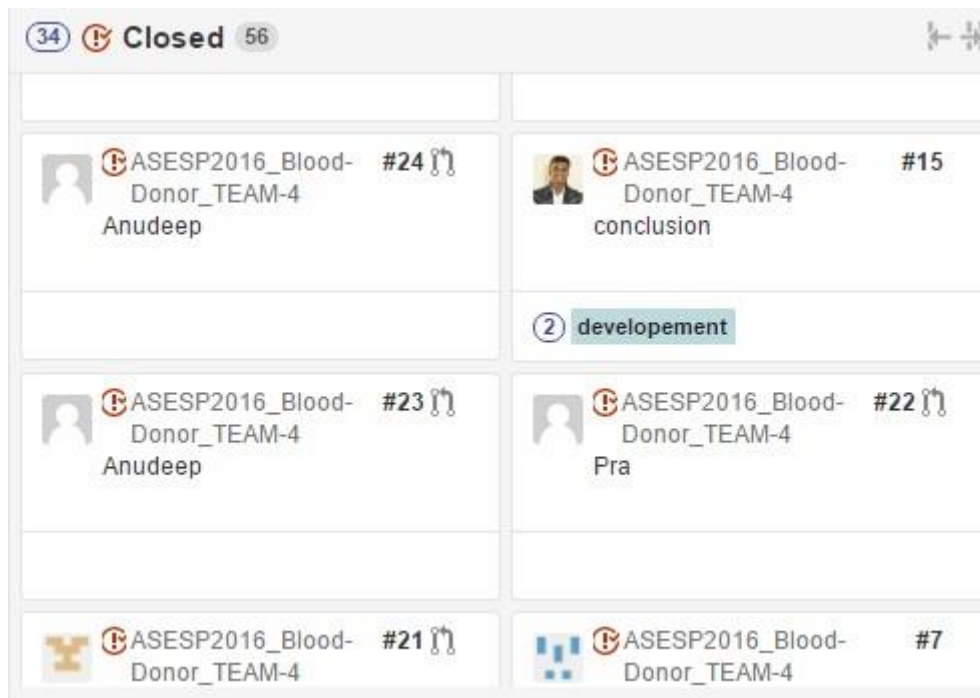 34 Closed 56
ASESP2016_Blood- #24
Donor_TEAM-4
Anudeep
ASESP2016_Blood- #15
Donor_TEAM-4
conclusion
2 developement
ASESP2016_Blood- #23
Donor_TEAM-4
Anudeep
ASESP2016_Blood- #22
Donor_TEAM-4
Pra
ASESP2016_Blood- #21
Donor_TEAM-4
ASESP2016_Blood- #7
Donor_TEAM-4